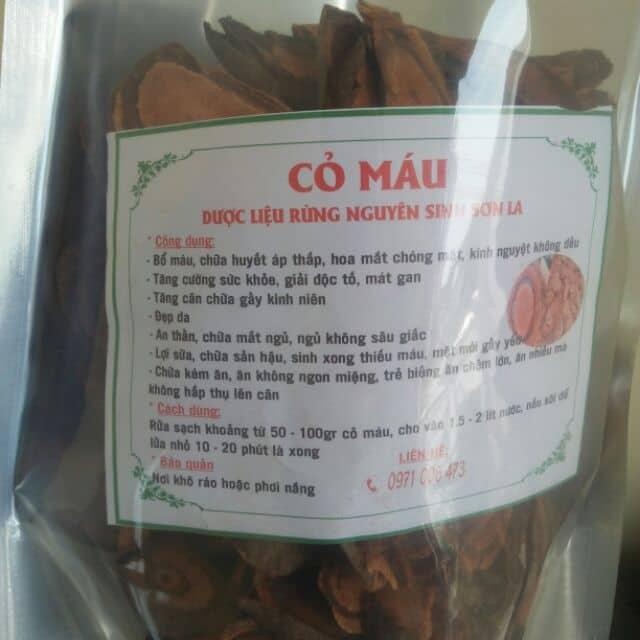 CỎ MÁU
DƯỢC LIỆU RỪNG NGUYÊN SINH SƠN LA
* Công dụng:
- Bổ máu, chữa huyết áp thấp, hoa mắt chóng mặt, kinh nguyệt không đều
- Tăng cường sức khỏe, giải độc tố, mát gan
- Tăng cân chữa gầy kinh niên
- Đẹp da
- An thần, chữa mất ngủ, ngủ không sâu giấc
- Lợi sữa, chữa sản hậu, sinh xong thiếu máu, mệt mỏi gầy yếu
- Chữa kém ăn, ăn không ngon miệng, trẻ biếng ăn chậm lớn, ăn nhiều mà
không hấp thụ lên cân
* Cách dùng:
Rửa sạch khoảng từ 50 - 100gr cỏ máu, cho vào 1.5 - 2 lít nước, nấu sôi để
lửa nhỏ 10 - 20 phút là xong
* Bảo quản
Nơi khô ráo hoặc phơi nắng
LIÊN HỆ:
0971 473